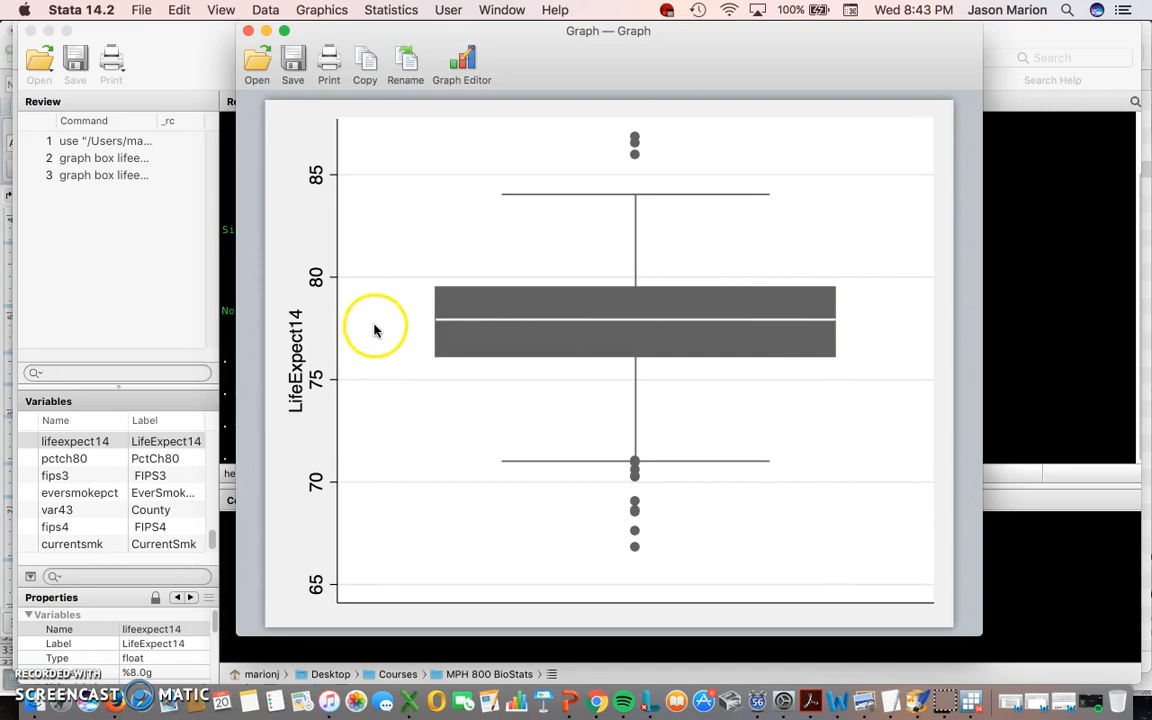 Stata 14.2 File Edit View Data Graphics Statistics User Window Help 100% Wed 8:43 PM Jason Marion
Graph — Graph
Open Save Print
Open Save Print Copy Rename Graph Editor
Search
Search Help
Review
Command _rc
1 use "/Users/ma...
2 graph box lifee...
3 graph box lifee...
Variables
Name Label
lifeexpect14 LifeExpect14
pctch80 PctCh80
fips3 FIPS3
eversmokepct EverSmok...
var43 County
fips4 FIPS4
currentsmk CurrentSmk
Properties
Variables
Name lifeexpect14
Label LifeExpect14
Type float
%8.0g
LifeExpect14
85
80
75
70
65
marionj Desktop Courses MPH 800 BioStats
RECORDED WITH
SCREENCAST MATIC